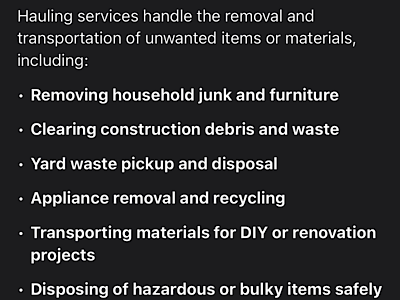 Hauling services handle the removal and
transportation of unwanted items or materials,
including:
• Removing household junk and furniture
• Clearing construction debris and waste
• Yard waste pickup and disposal
• Appliance removal and recycling
• Transporting materials for DIY or renovation
projects
• Disposing of hazardous or bulky items safely